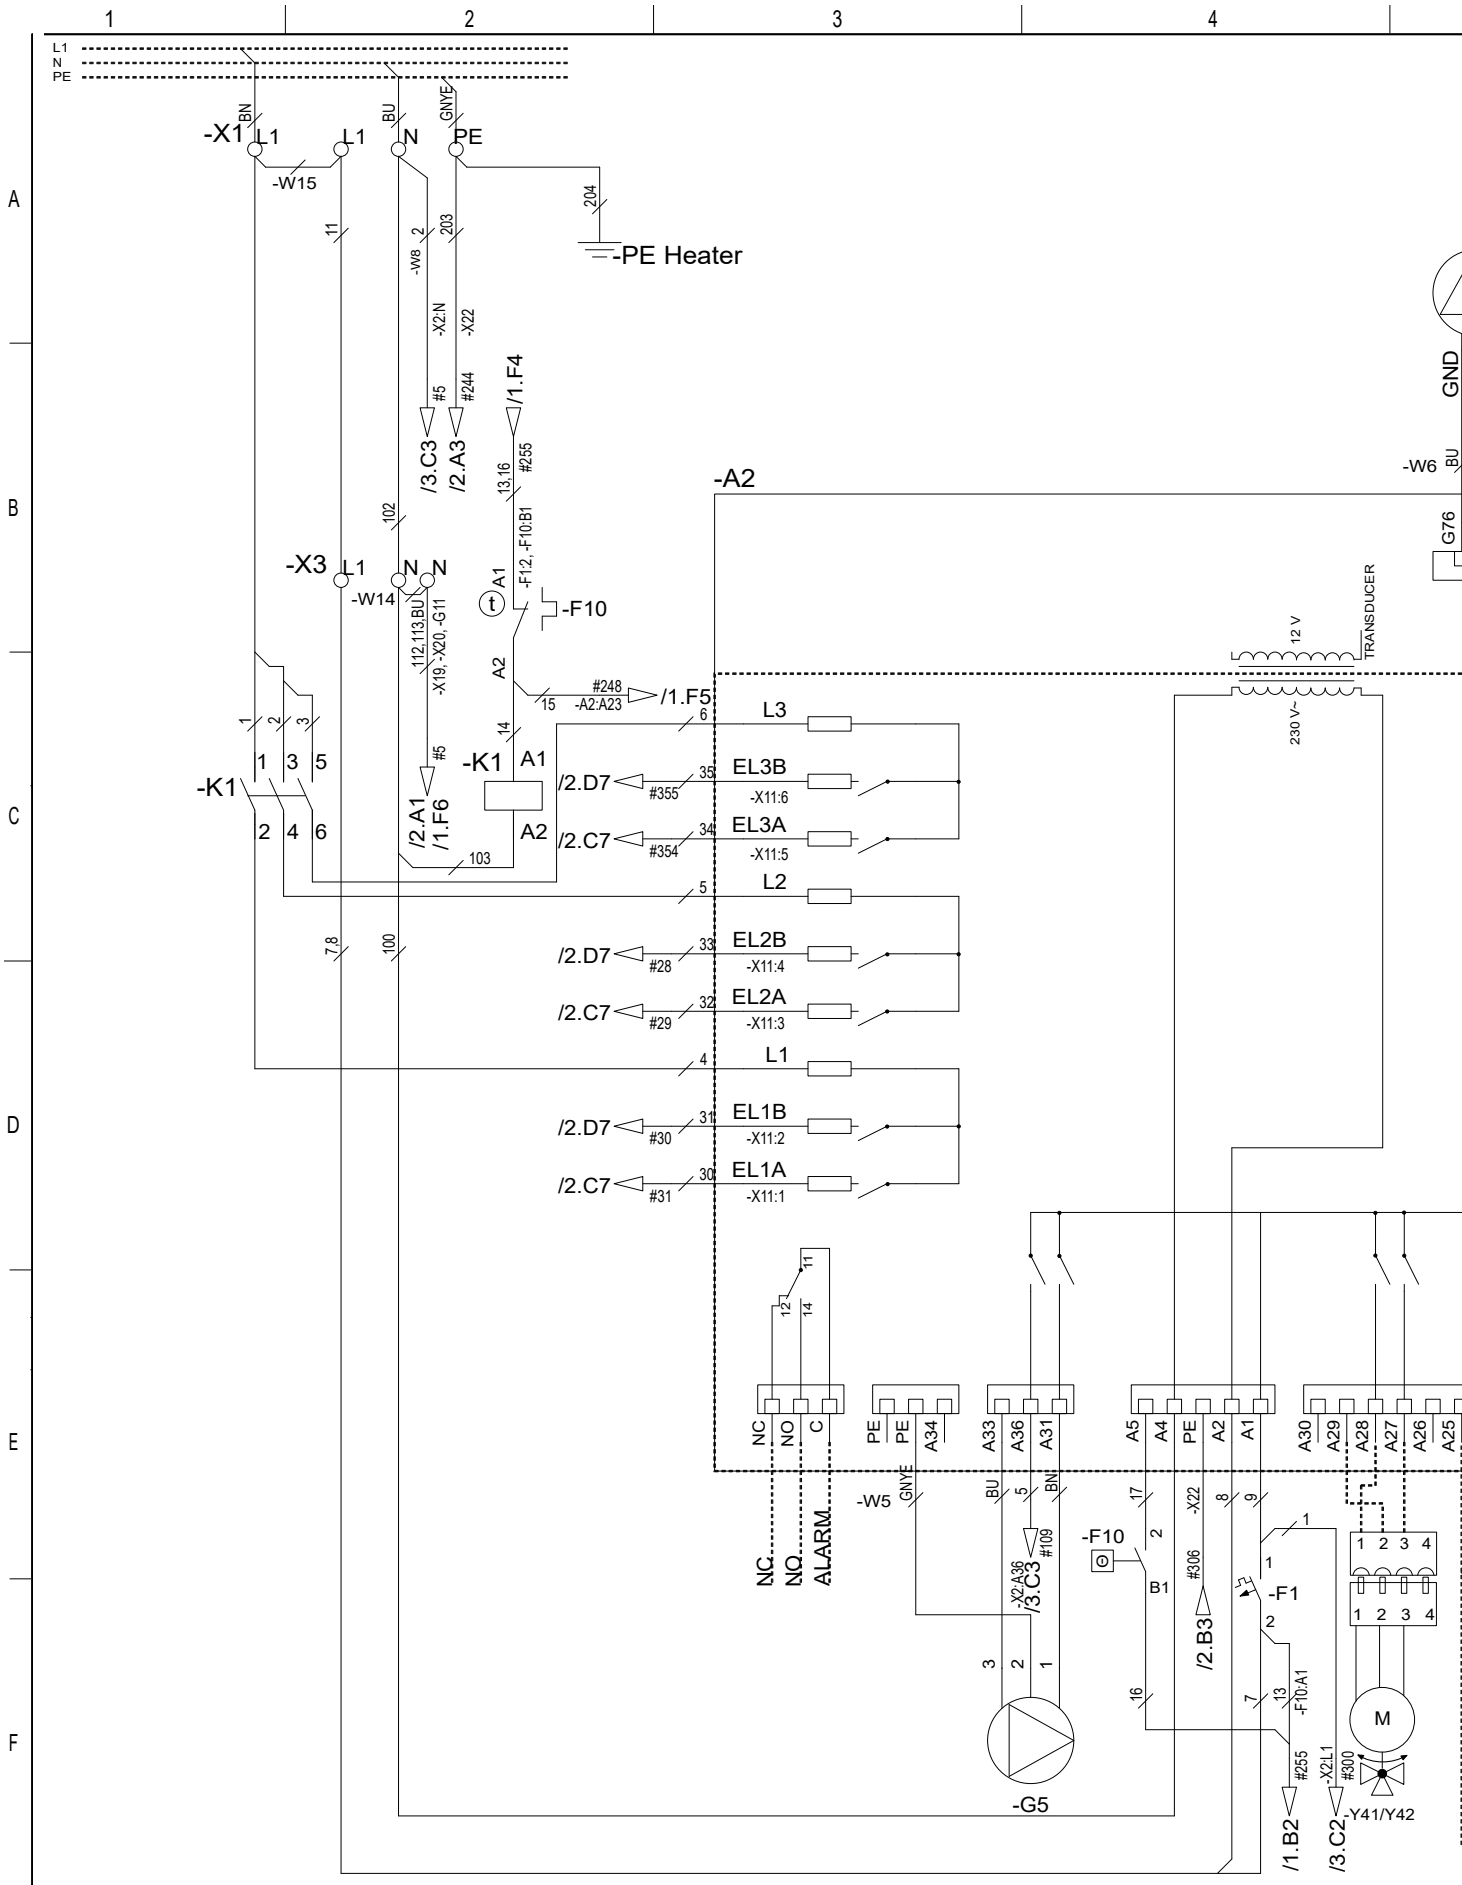 1 2 3 4
L1
N
PE
BN
BU
GNYE
-X1 L1 L1 N PE
-W15
A
11
2
203
204
-W8
-PE Heater
-X2:N
-X22
#5
#244
/3.C3
/2.A3
/1.F4
#255
13,16
-F1:2, -F10:B1
GND
-W6 BU
-A2
B
102
G76
-X3 L1 N N
-W14
A1
t
-F10
112,113,BU
-X19, -X20, -G11
12 V
TRANSDUCER
230 V~
A2
#248
15 -A2:A23
/1.F5
14
1 2 3
6 L3
1 3 5
-K1
2 4 6
#5
/2.A1
/1.F6
-K1 A1
A2
103
/2.D7 #355 35 EL3B
-X11:6
C
/2.C7 #354 34 EL3A
-X11:5
5 L2
7,8
100
/2.D7 #28 33 EL2B
-X11:4
/2.C7 #29 32 EL2A
-X11:3
4 L1
D
/2.D7 #30 31 EL1B
-X11:2
/2.C7 #31 30 EL1A
-X11:1
11
12 14
E
NC NO C
PE PE A34
A33 A36 A31
A5 A4 PE A2 A1
A30 A29 A28 A27 A26 A25
NC NO ALARM
-W5 GNYE
BU 5 BN
-X2:A36
#109
/3.C3
17
-F10
2
B1
-X22
#306
/2.B3
8 9
1
1
-F1
2
1 2 3 4
1 2 3 4
3 2 1
16
7
13
-F10:A1
M
F
-G5
#255
/1.B2
-X2:L1
#300
/3.C2
-Y41/Y42